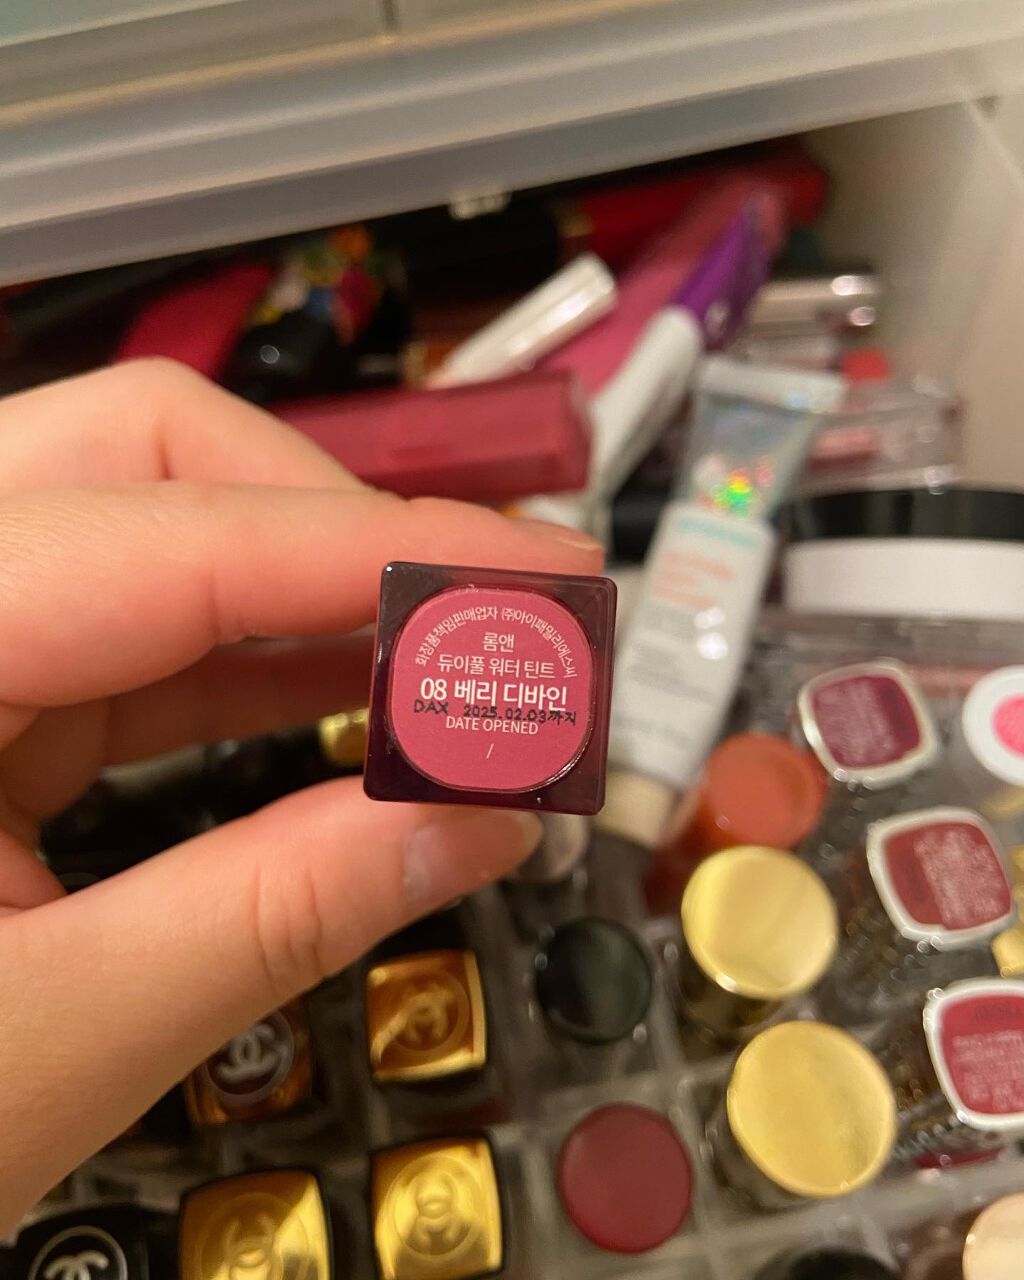 화장품책임판매업자 (주)아이패밀리에스씨
롬앤
듀이풀 워터 틴트
08 베리 디바인
DAX 2025.02.03까지
DATE OPENED
/